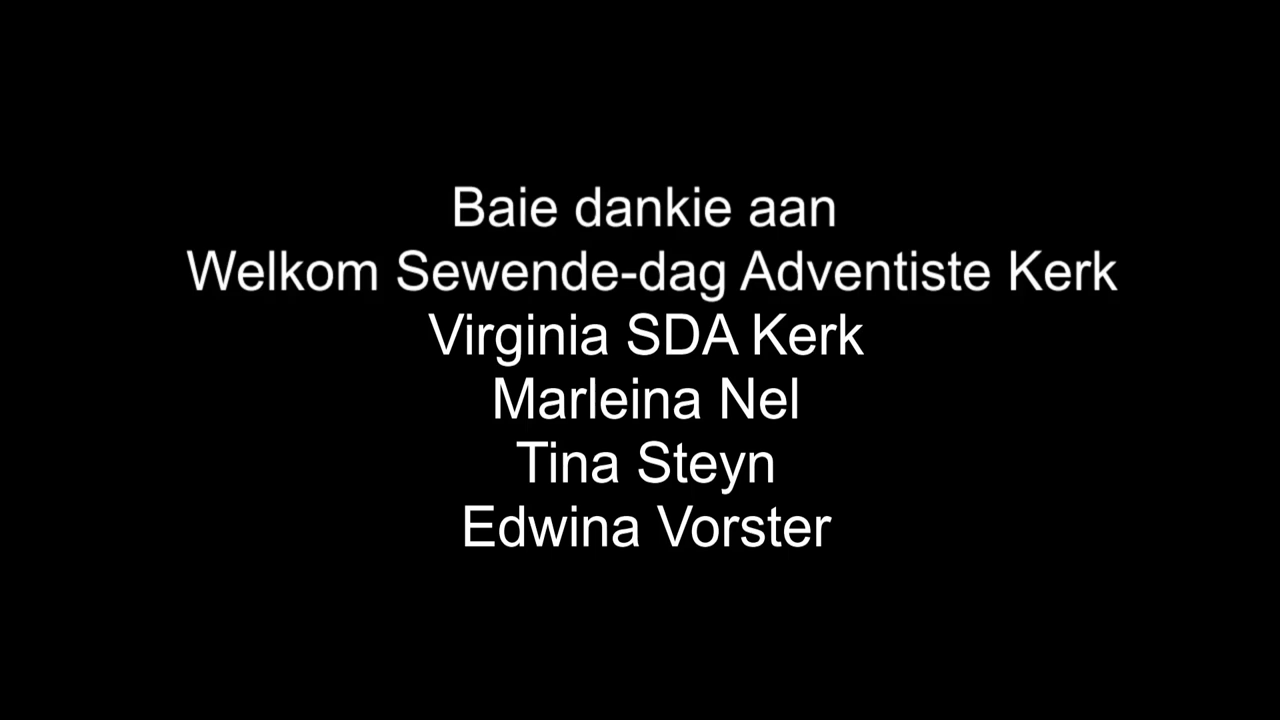 Baie dankie aan
Welkom Sewende-dag Adventiste Kerk
Virginia SDA Kerk
Marleina Nel
Tina Steyn
Edwina Vorster